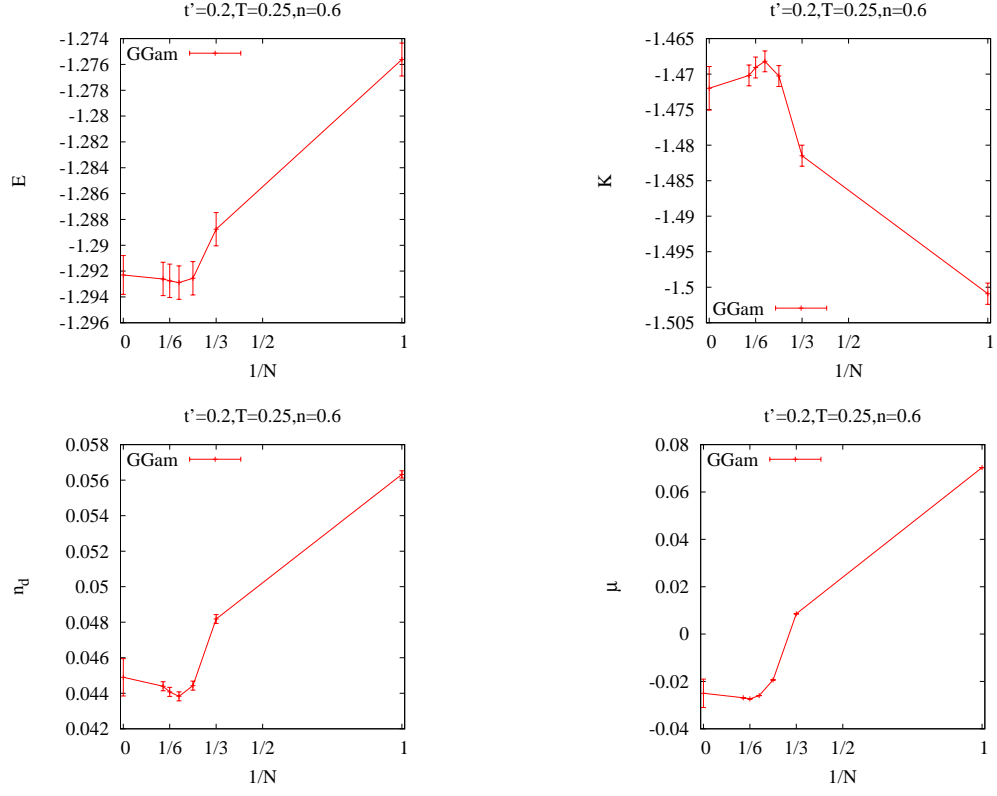 t'=0.2,T=0.25,n=0.6
GGam
E
-1.274
-1.276
-1.278
-1.28
-1.282
-1.284
-1.286
-1.288
-1.29
-1.292
-1.294
-1.296
0 1/6 1/3 1/2 1
1/N
t'=0.2,T=0.25,n=0.6
K
-1.465
-1.47
-1.475
-1.48
-1.485
-1.49
-1.495
-1.5
-1.505
GGam
0 1/6 1/3 1/2 1
1/N
t'=0.2,T=0.25,n=0.6
GGam
n_d
0.058
0.056
0.054
0.052
0.05
0.048
0.046
0.044
0.042
0 1/6 1/3 1/2 1
1/N
t'=0.2,T=0.25,n=0.6
GGam
μ
0.08
0.06
0.04
0.02
0
-0.02
-0.04
0 1/6 1/3 1/2 1
1/N